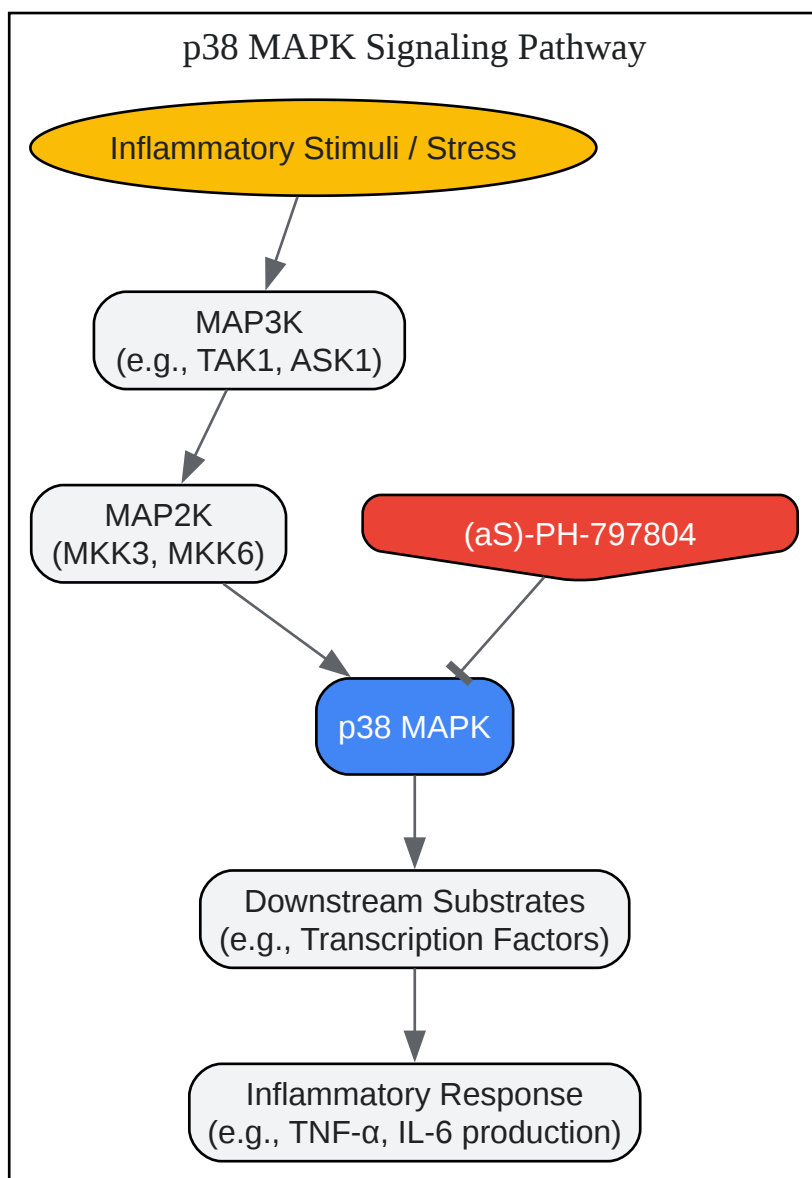 p38 MAPK Signaling Pathway
Inflammatory Stimuli / Stress
MAP3K
(e.g., TAK1, ASK1)
MAP2K
(MKK3, MKK6)
(aS)-PH-797804
p38 MAPK
Downstream Substrates
(e.g., Transcription Factors)
Inflammatory Response
(e.g., TNF-α, IL-6 production)